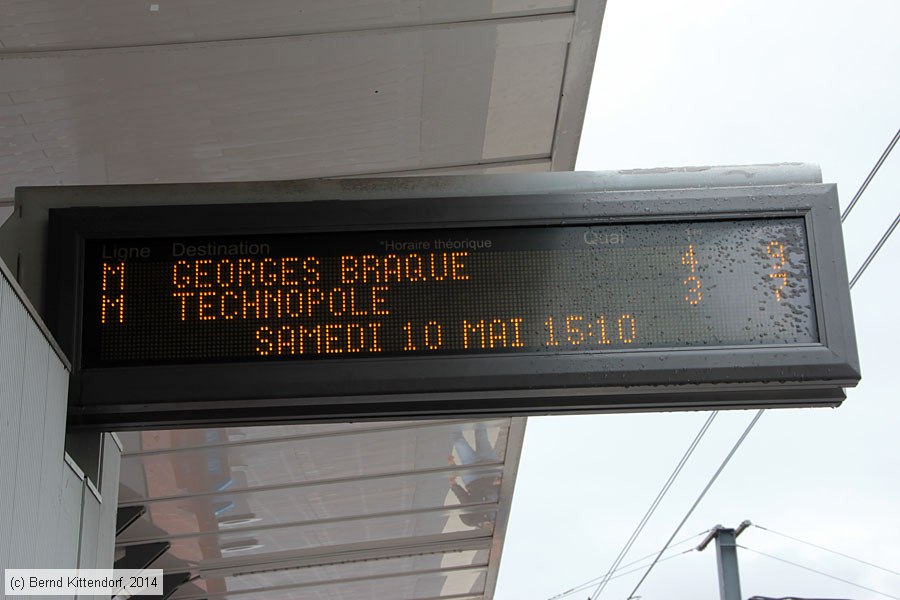 Ligne Destination *Horaire théorique Quai
M GEORGES BRAQUE 1 9
M TECHNOPOLE 3 7
SAMEDI 10 MAI 15:10
(c) Bernd Kittendorf, 2014